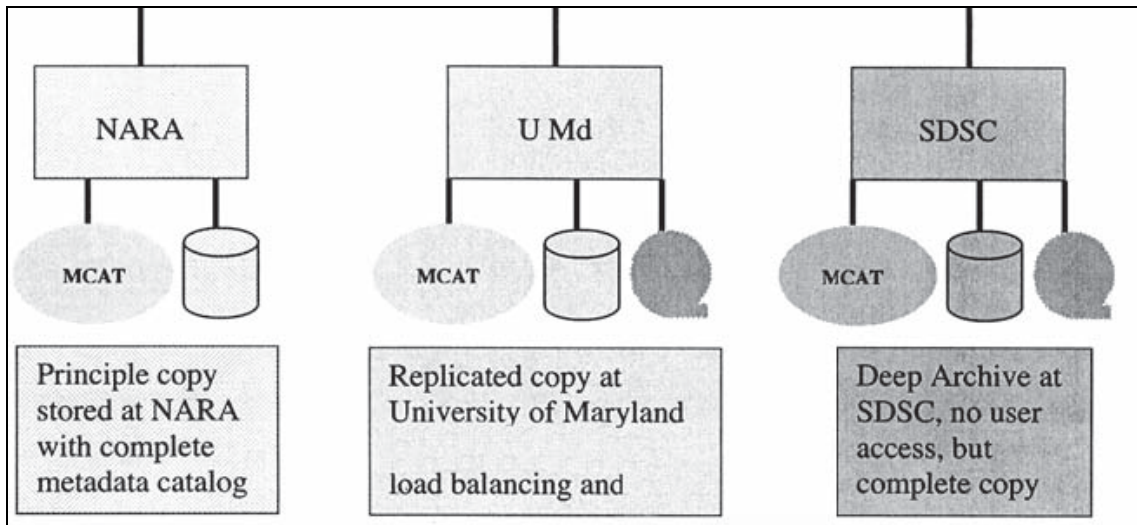 NARA
U Md
SDSC
MCAT
MCAT
MCAT
Principle copy
stored at NARA
with complete
metadata catalog
Replicated copy at
University of Maryland
load balancing and
Deep Archive at
SDSC, no user
access, but
complete copy